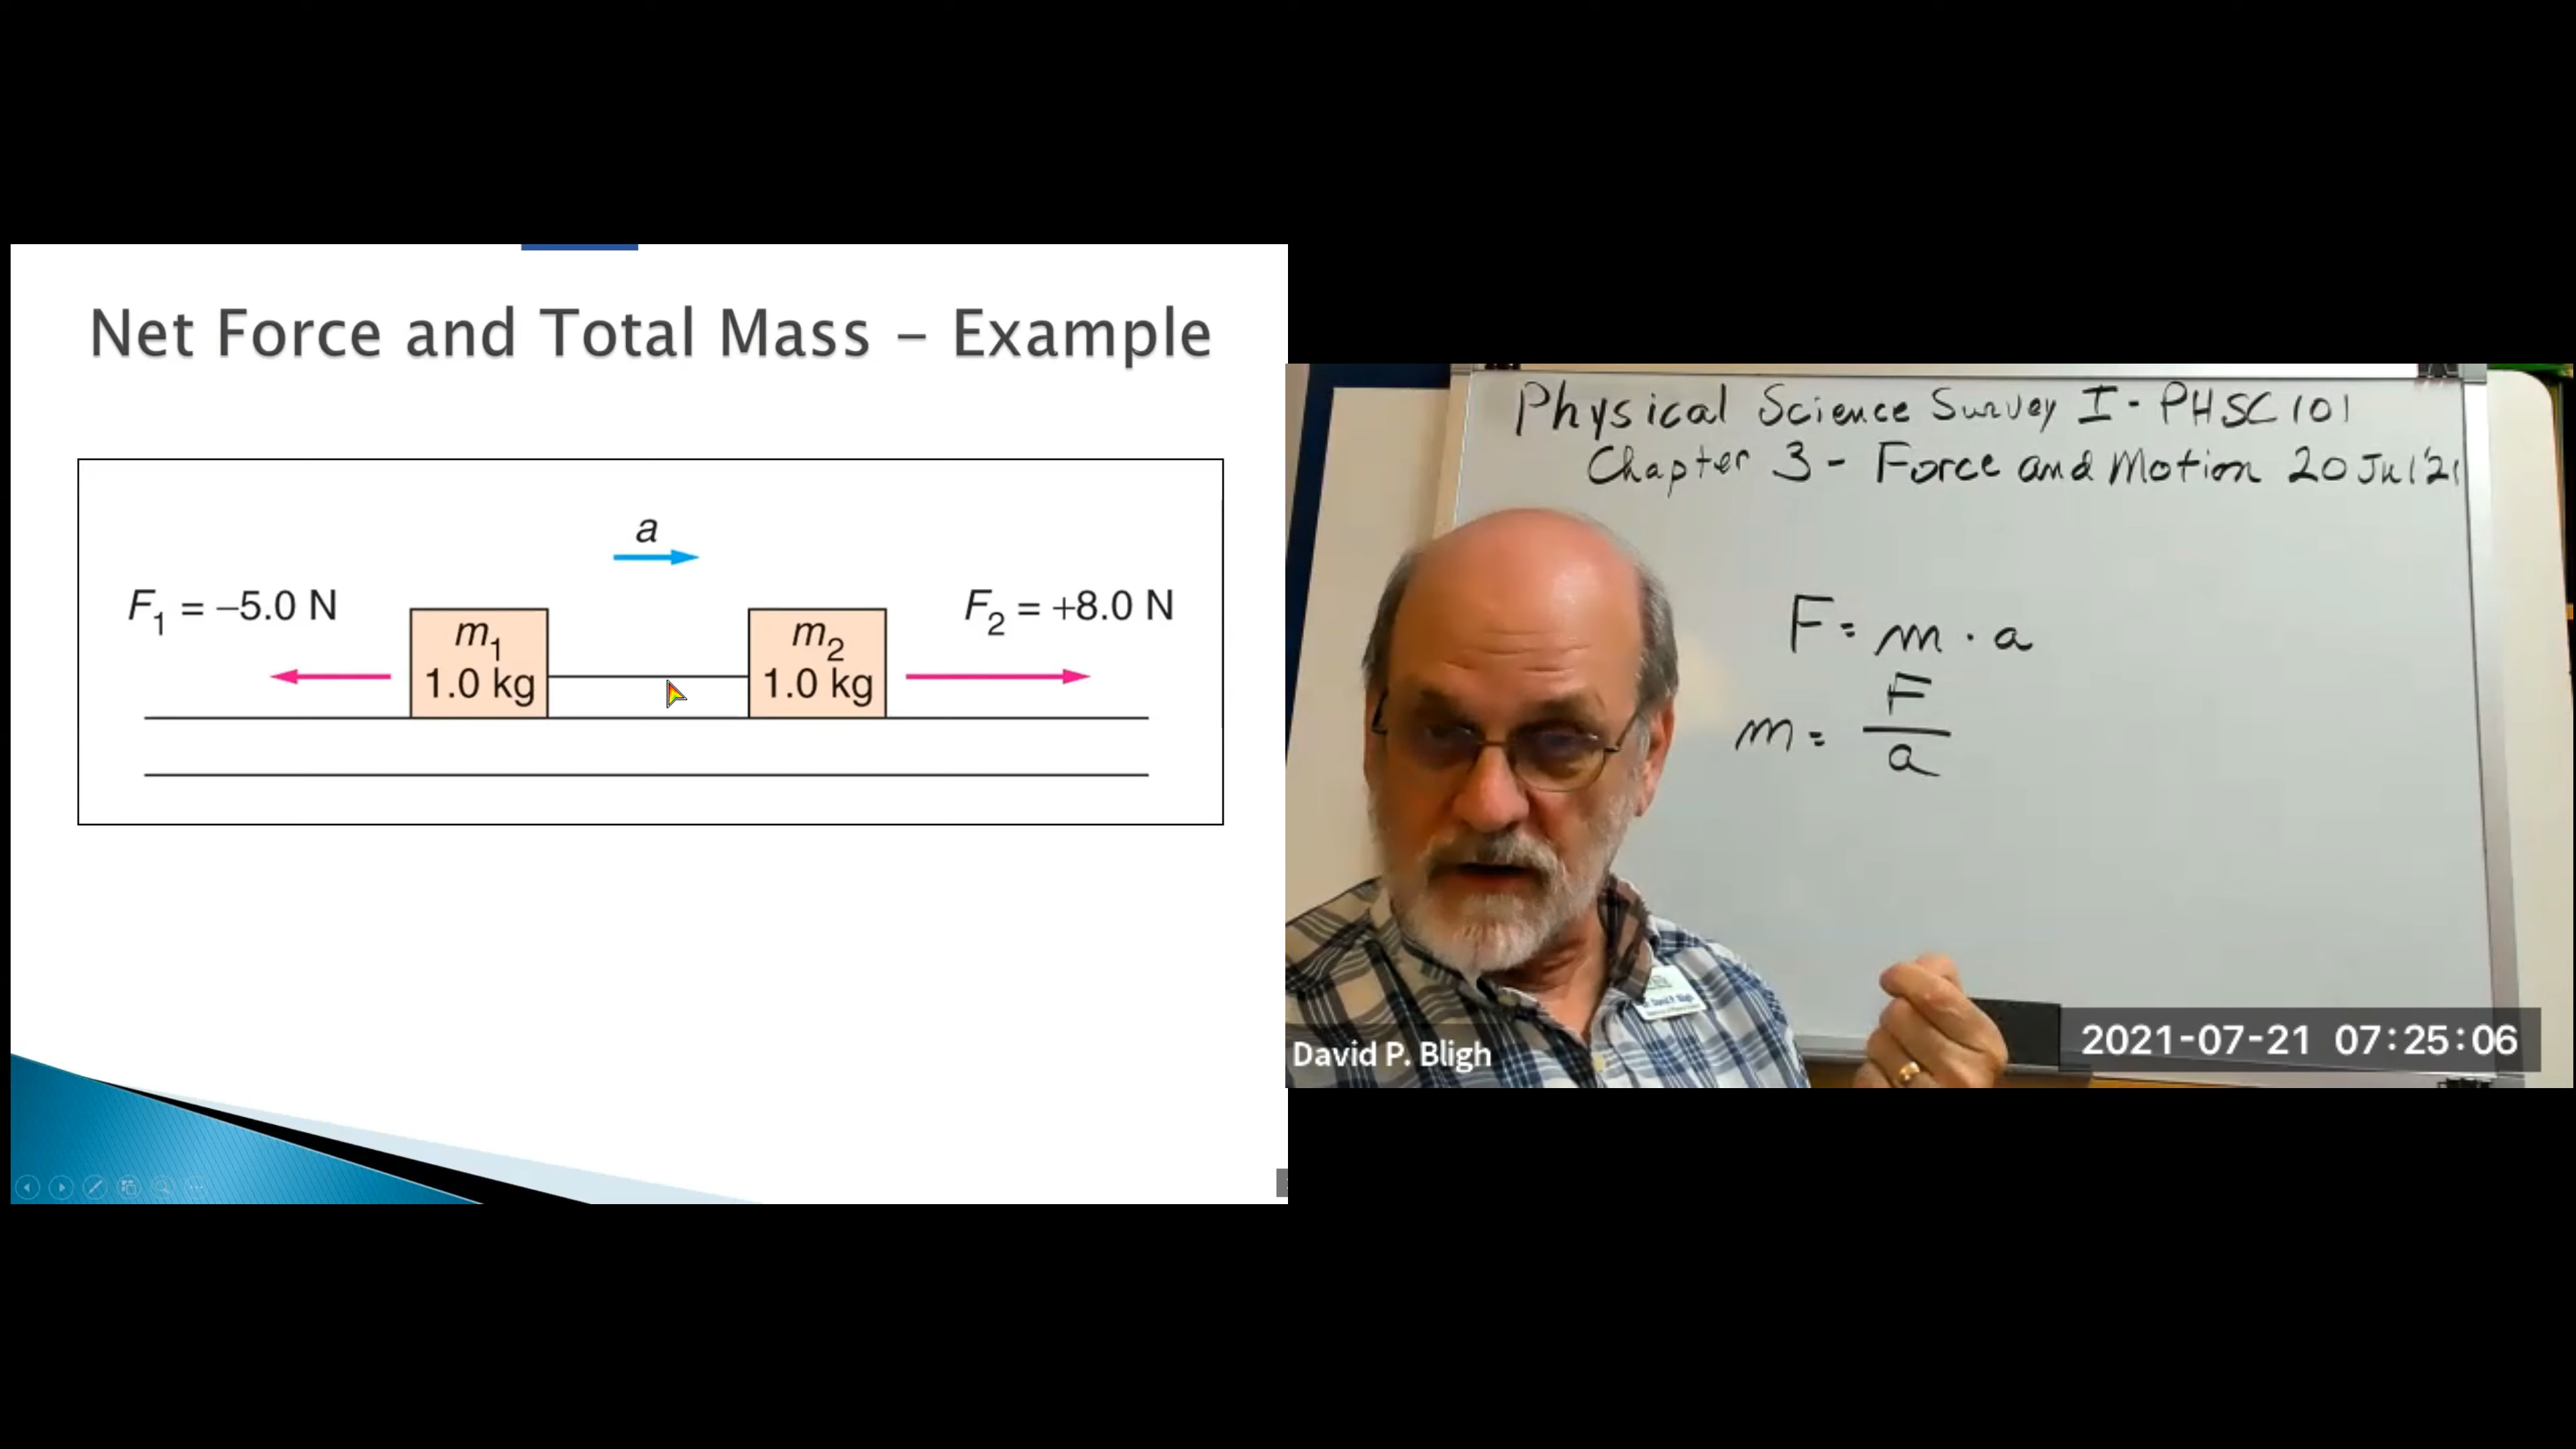 Net Force and Total Mass – Example
a
F1 = –5.0 N
m1
1.0 kg
m2
1.0 kg
F2 = +8.0 N
Physical Science Survey I - PHSC 101
Chapter 3 - Force and Motion 20 Jul '21
F = m · a
m = F
a
David P. Bligh
David P. Bligh
2021-07-21 07:25:06